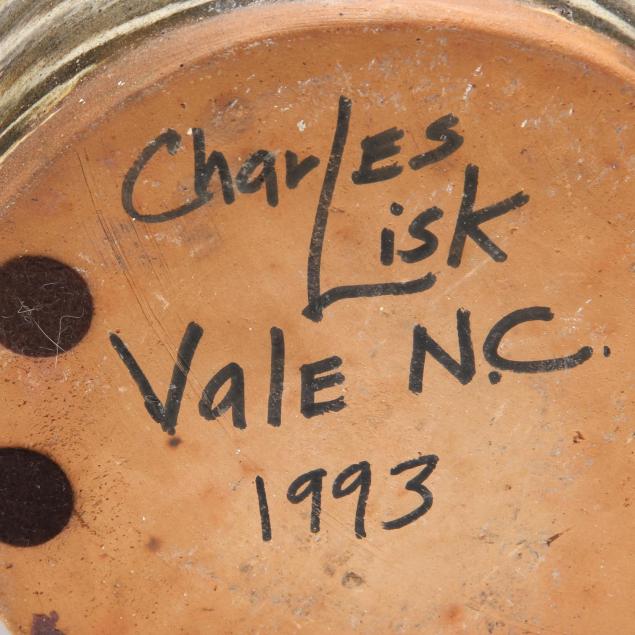 Charles
Lisk
Vale N.C.
1993